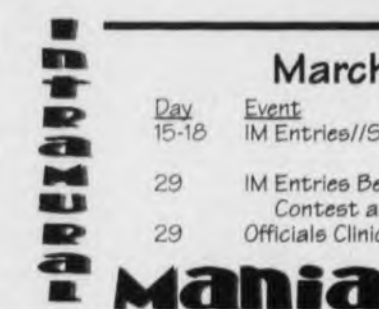 INTRAMURAL
March
Day Event
15-18 IM Entries//S
29 IM Entries Be
Contest a
29 Officials Clinic
Mania